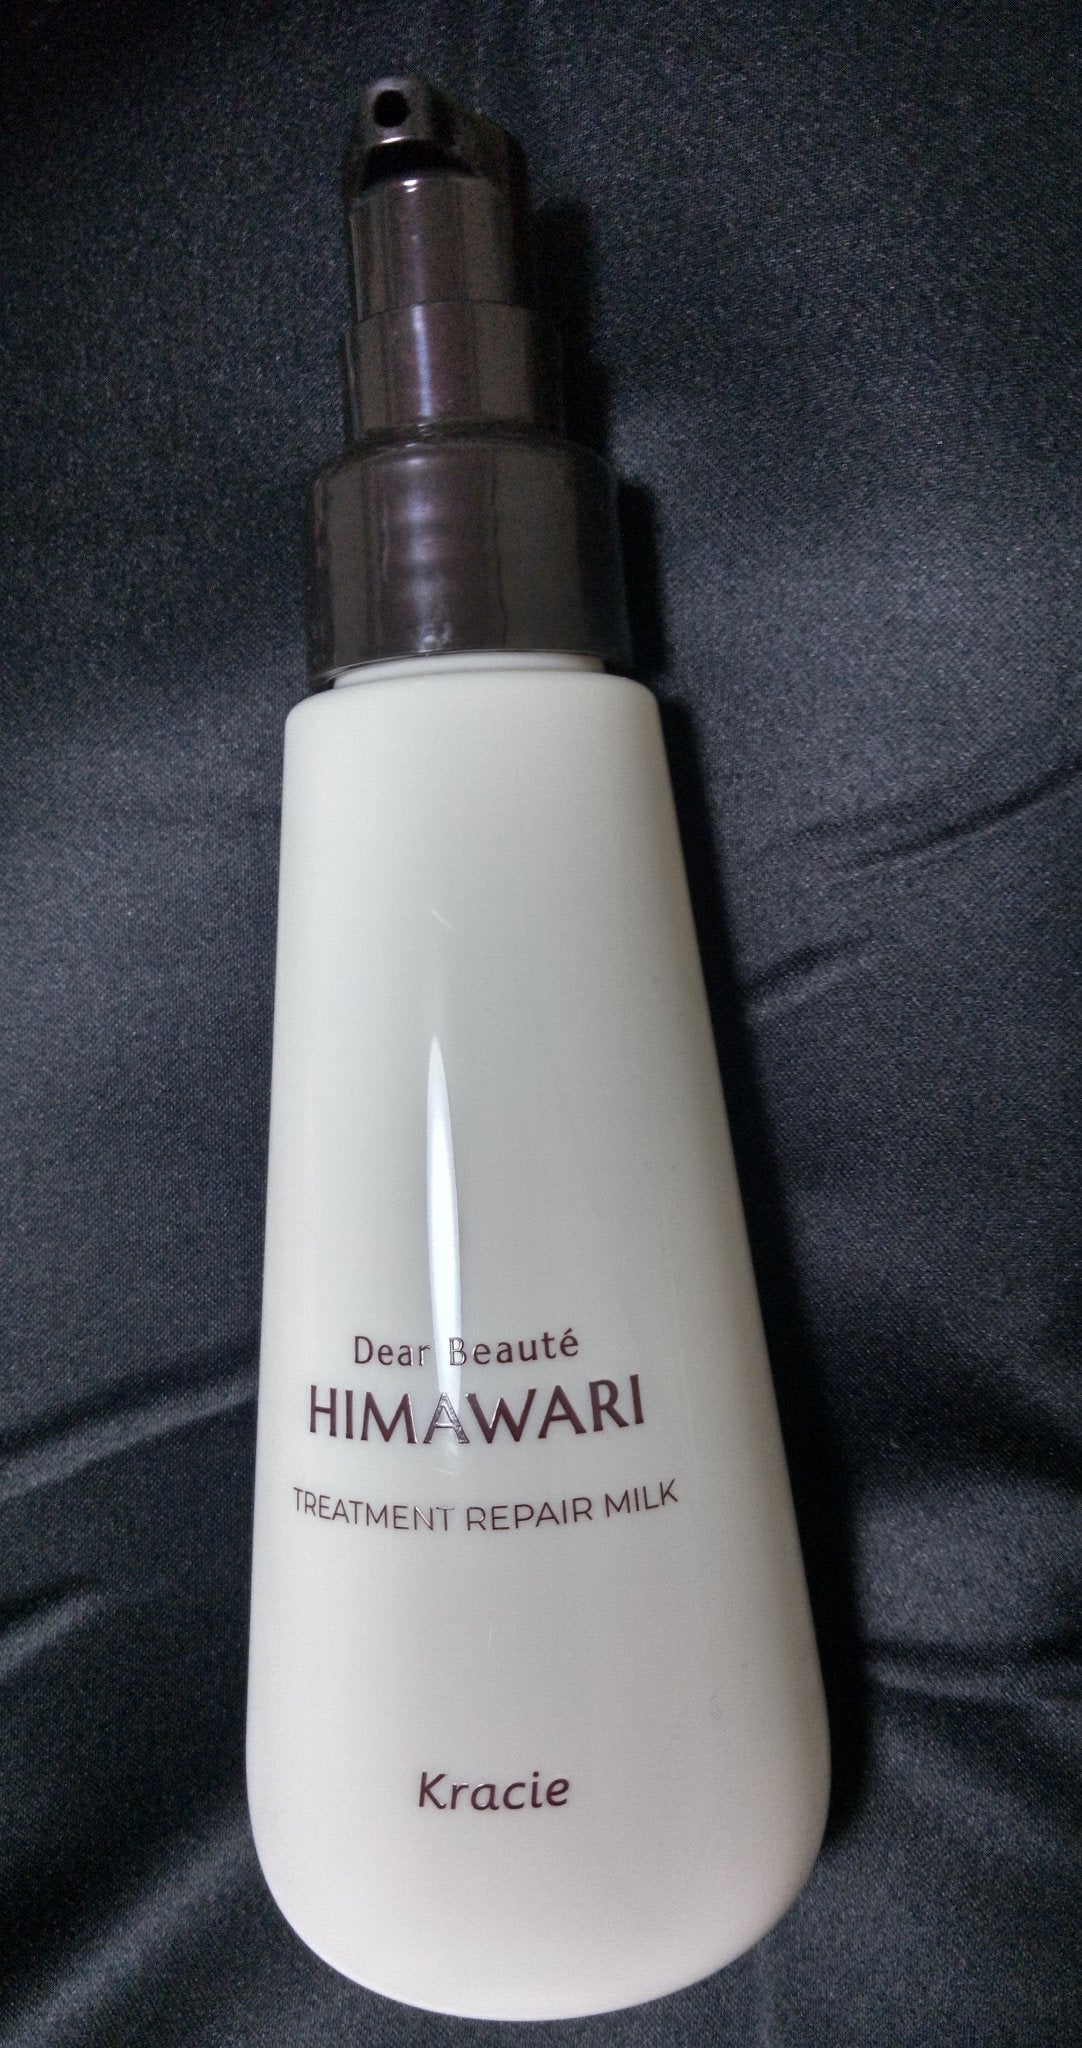 Dear Beauté
HIMAWARI
TREATMENT REPAIR MILK
Kracie